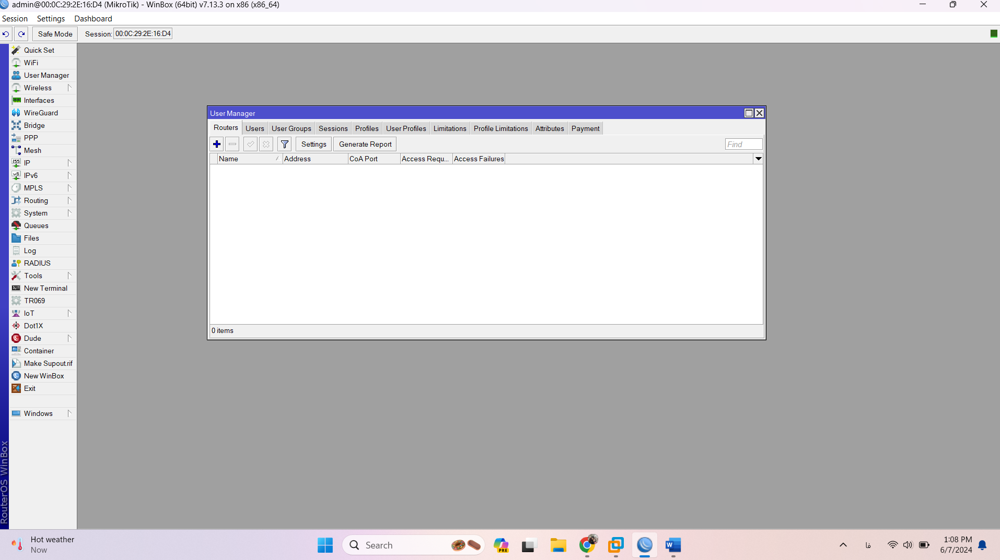 admin@00:0C:29:2E:16:D4 (MikroTik) - WinBox (64bit) v7.13.3 on x86 (x86_64)
Session Settings Dashboard
Safe Mode Session: 00:0C:29:2E:16:D4
Quick Set
WiFi
User Manager
Wireless
Interfaces
WireGuard
Bridge
PPP
Mesh
IP
IPv6
MPLS
Routing
System
Queues
Files
Log
RADIUS
Tools
New Terminal
TR069
IoT
Dot1X
Dude
Container
Make Supout.rif
New WinBox
Exit
Windows
RouterOS WinBox
User Manager
Routers Users User Groups Sessions Profiles User Profiles Limitations Profile Limitations Attributes Payment
Settings Generate Report Find
Name Address CoA Port Access Requ... Access Failures
0 items
Hot weather
Now
Search
PRE
فا
1:08 PM
6/7/2024